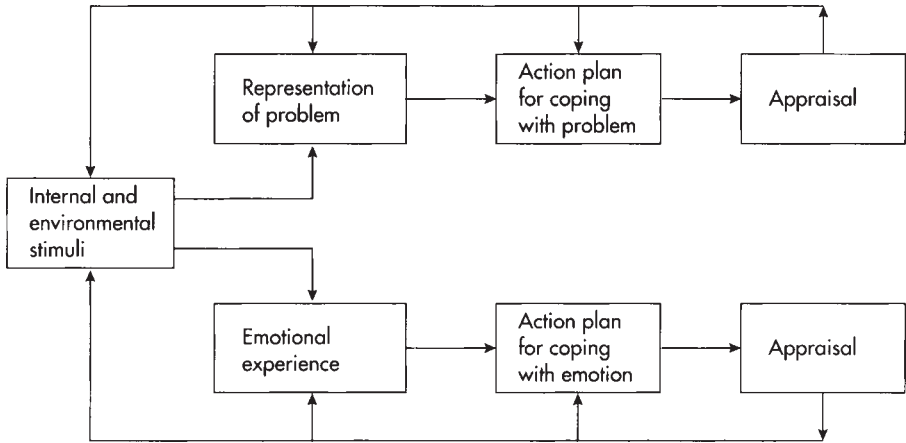 Representation
of problem
Action plan
for coping
with problem
Appraisal
Internal and
environmental
stimuli
Emotional
experience
Action plan
for coping
with emotion
Appraisal